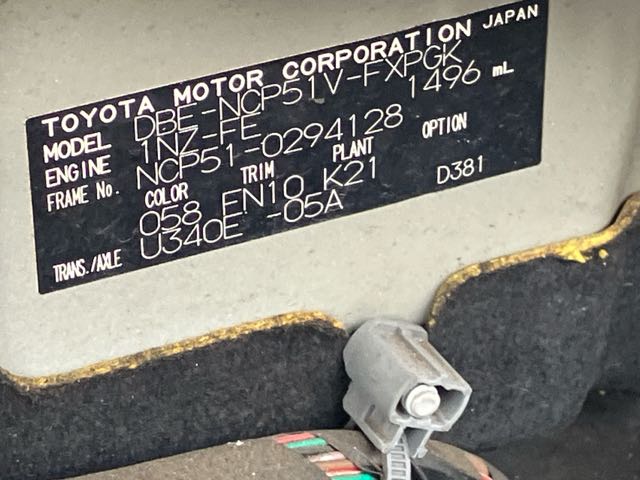 TOYOTA MOTOR CORPORATION JAPAN
MODEL DBE-NCP51V-FXPGK
ENGINE 1NZ-FE 1496 mL
FRAME No. NCP51-0294128
COLOR TRIM PLANT OPTION
058 FN10 K21 D381
TRANS./AXLE U340E -05A